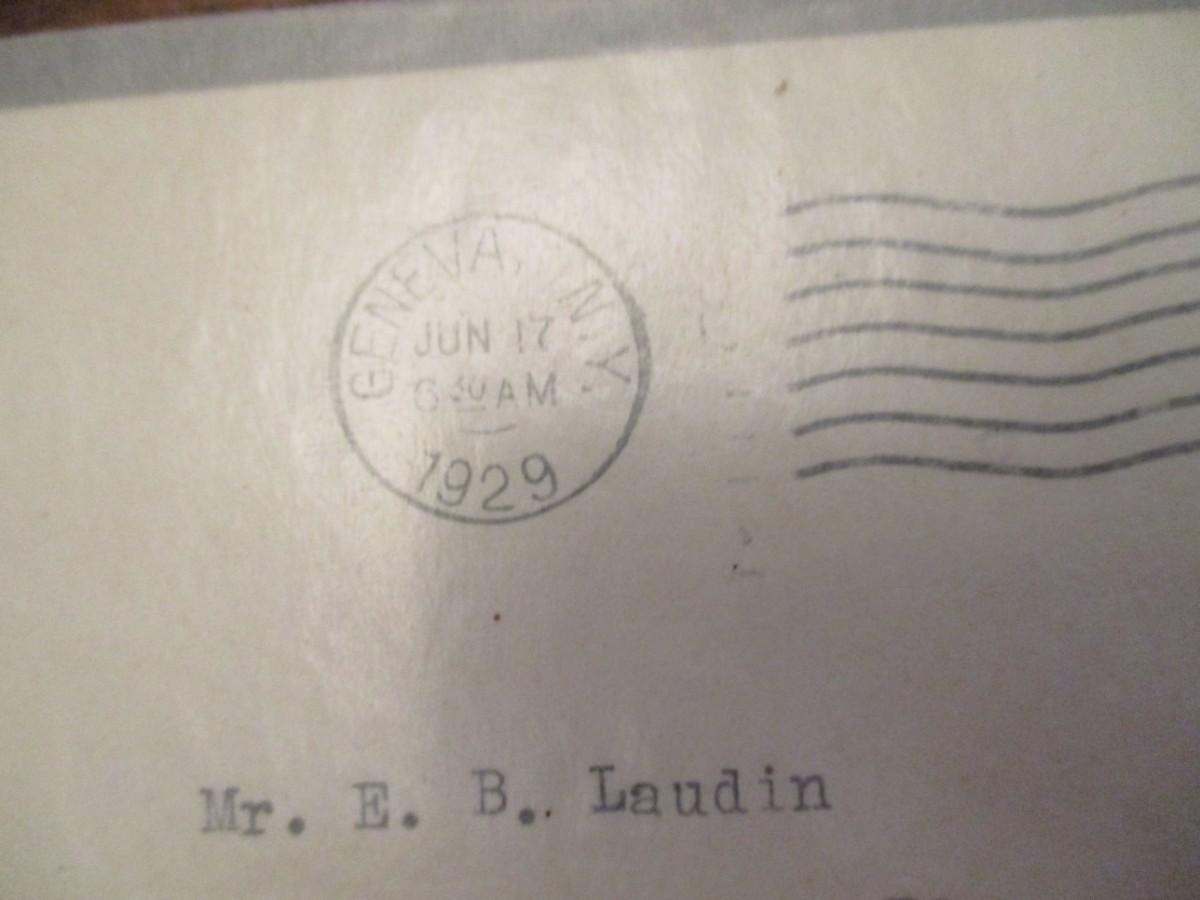 GENEVA, N.Y.
JUN 17
6 30 AM
1929
Mr. E. B. Laudin